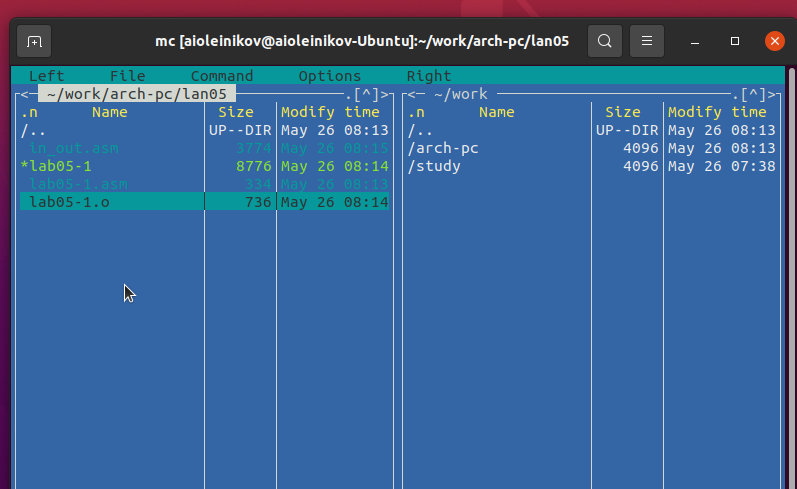 mc [aioleinikov@aioleinikov-Ubuntu]:~/work/arch-pc/lan05
Left File Command Options Right
<─ ~/work/arch-pc/lan05 .[^]>
.n Name Size Modify time
/.. UP--DIR May 26 08:13
in_out.asm 3774 May 26 08:15
*lab05-1 8776 May 26 08:14
lab05-1.asm 334 May 26 08:13
lab05-1.o 736 May 26 08:14
<─ ~/work .[^]>
.n Name Size Modify time
/.. UP--DIR May 26 08:13
/arch-pc 4096 May 26 08:13
/study 4096 May 26 07:38